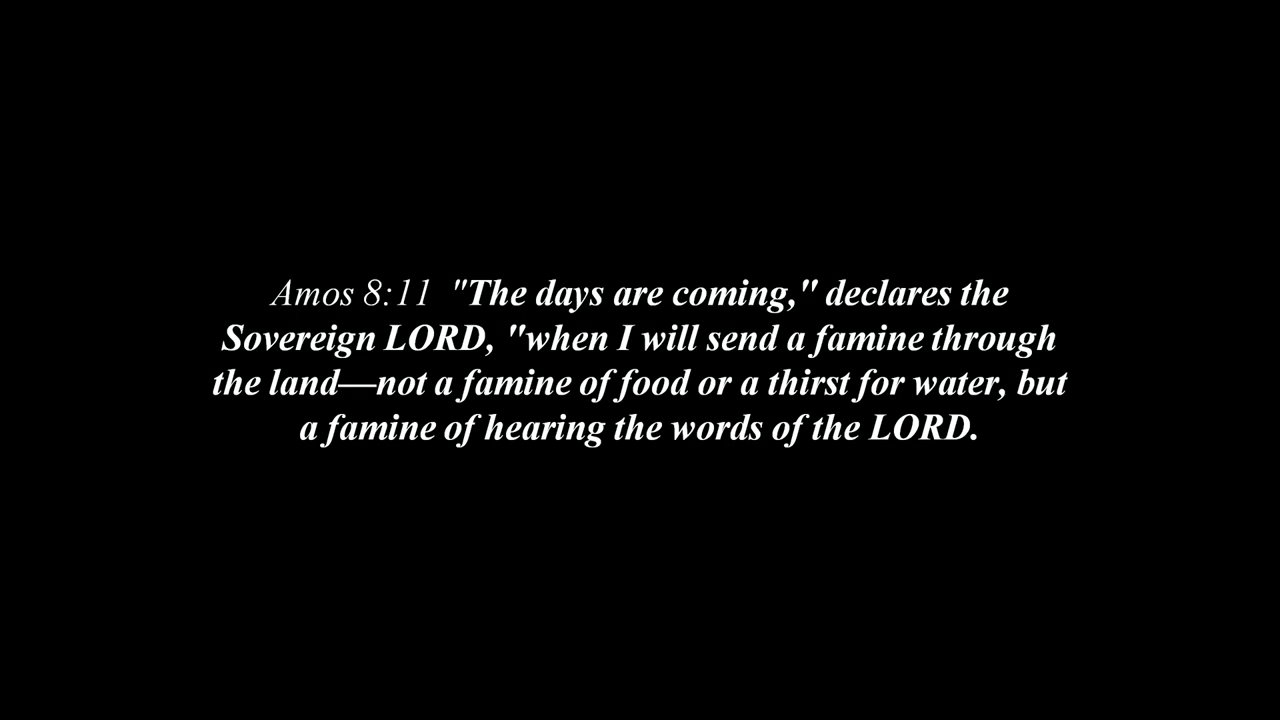 Amos 8:11  "The days are coming," declares the
Sovereign LORD, "when I will send a famine through
the land—not a famine of food or a thirst for water, but
a famine of hearing the words of the LORD.